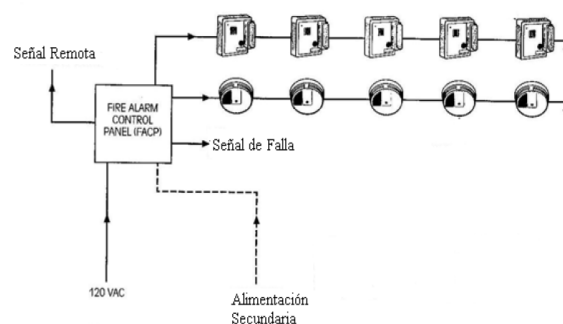 Señal Remota
FIRE ALARM
CONTROL
PANEL (FACP)
Señal de Falla
120 VAC
Alimentación
Secundaria